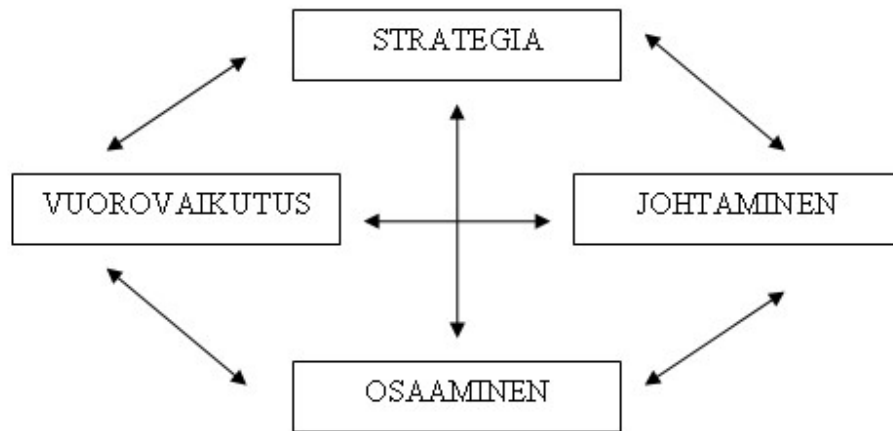 STRATEGIA
VUOROVAIKUTUS
JOHTAMINEN
OSAAMINEN